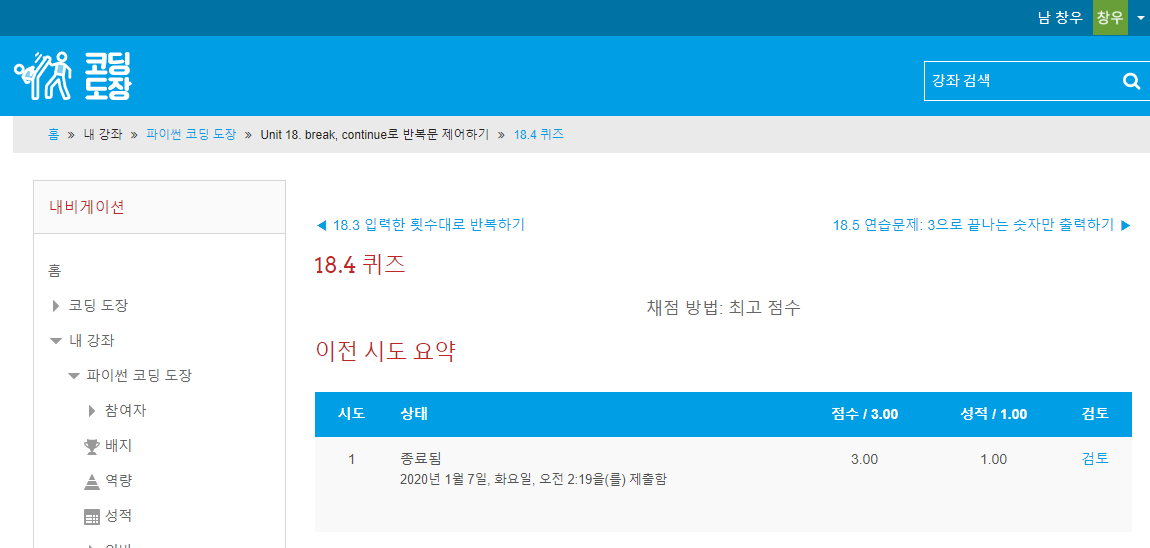 남 창우 창우
코딩
도장
강좌 검색
홈 » 내 강좌 » 파이썬 코딩 도장 » Unit 18. break, continue로 반복문 제어하기 » 18.4 퀴즈
내비게이션
홈
코딩 도장
내 강좌
파이썬 코딩 도장
참여자
배지
역량
성적
◀ 18.3 입력한 횟수대로 반복하기
18.5 연습문제: 3으로 끝나는 숫자만 출력하기 ▶
18.4 퀴즈
채점 방법: 최고 점수
이전 시도 요약
시도 상태 점수 / 3.00 성적 / 1.00 검토
1 종료됨 3.00 1.00 검토
2020년 1월 7일, 화요일, 오전 2:19을(를) 제출함